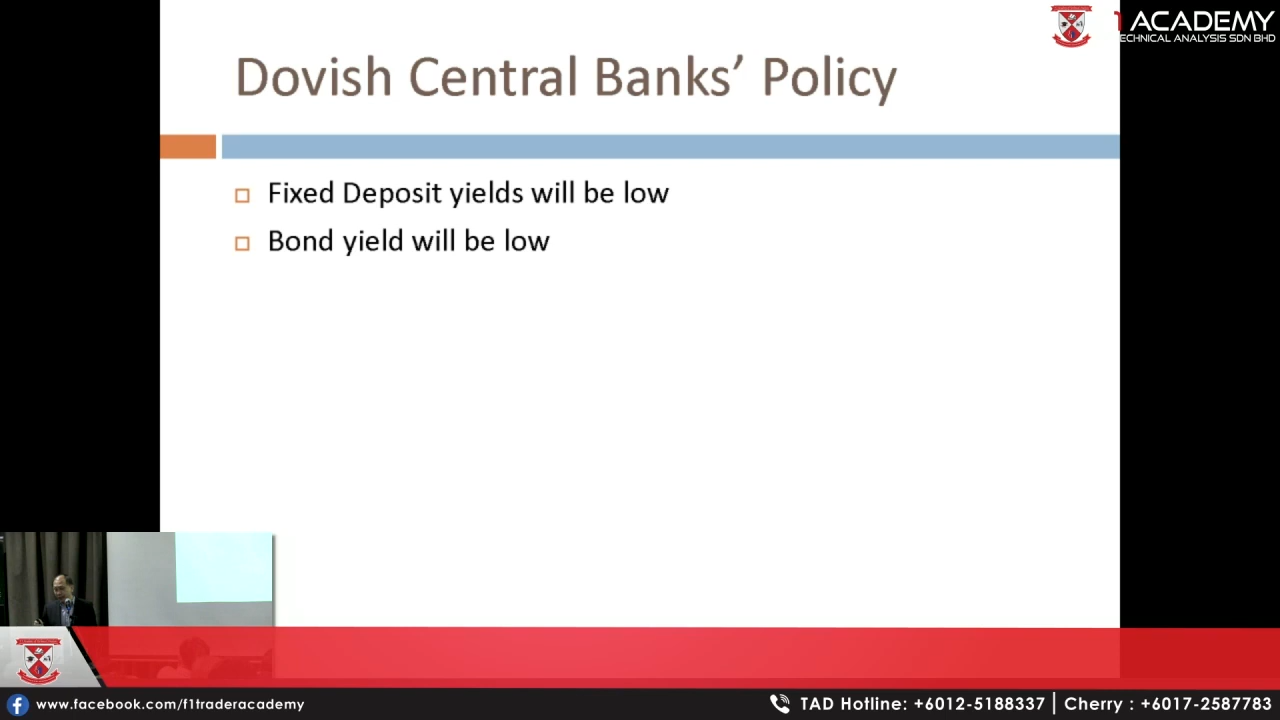 ACADEMY
TECHNICAL ANALYSIS SDN BHD
Dovish Central Banks’ Policy
Fixed Deposit yields will be low
Bond yield will be low
www.facebook.com/f1traderacademy
TAD Hotline: +6012-5188337 | Cherry : +6017-2587783